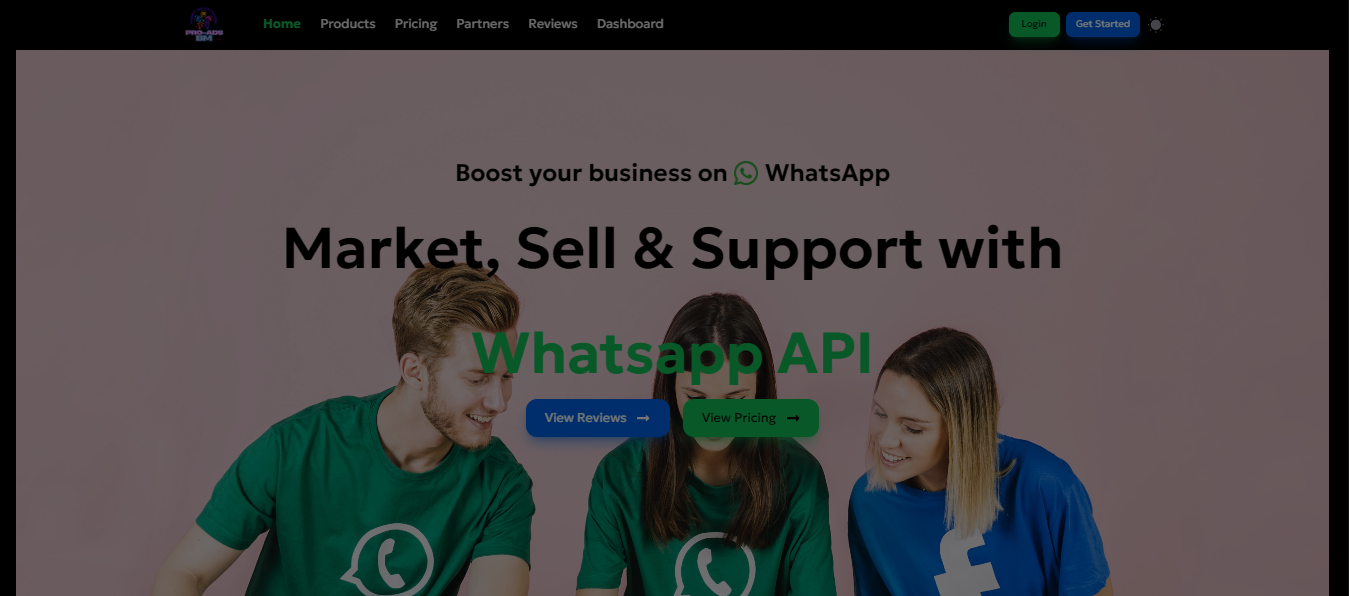 PRO-ADS
BM
Home Products Pricing Partners Reviews Dashboard Login Get Started
Boost your business on WhatsApp
Market, Sell & Support with
Whatsapp API
View Reviews View Pricing